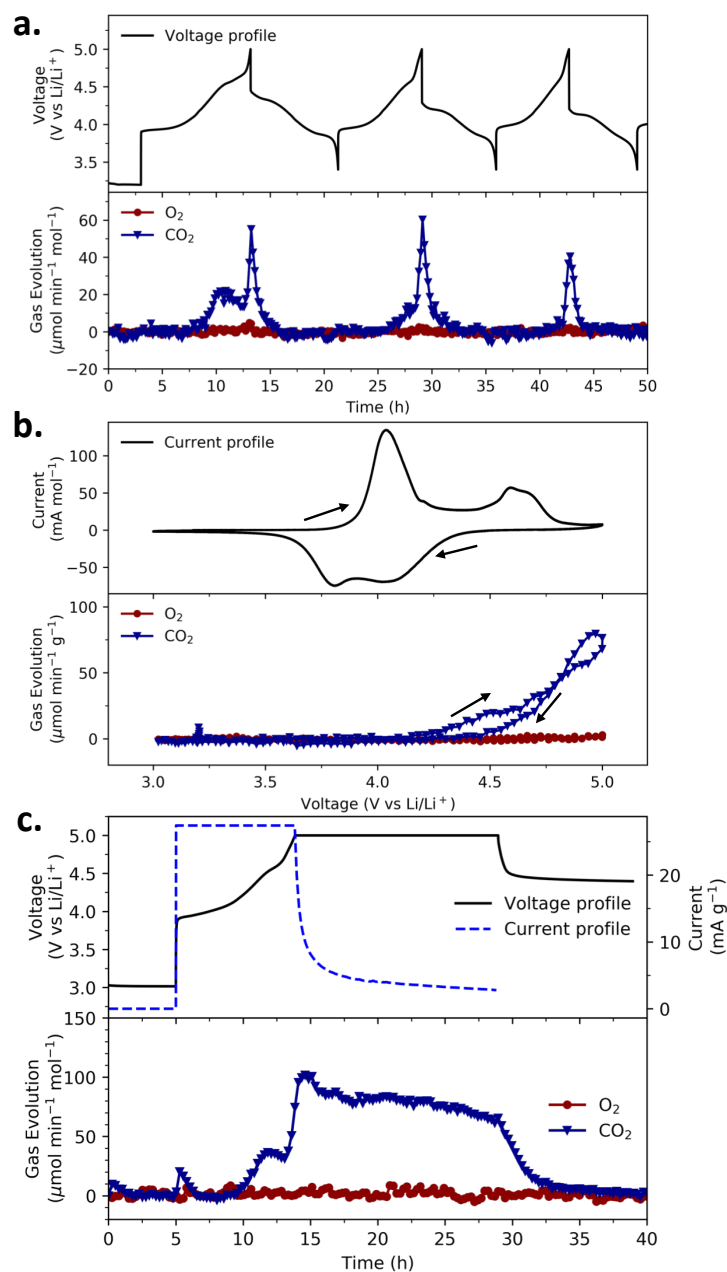 a.
Voltage profile
Voltage
(V vs Li/Li⁺)
5.0
4.5
4.0
3.5
O₂
CO₂
Gas Evolution
(μmol min⁻¹ mol⁻¹)
60
40
20
0
−20
0 5 10 15 20 25 30 35 40 45 50
Time (h)
b.
Current profile
Current
(mA mol⁻¹)
100
50
0
−50
O₂
CO₂
Gas Evolution
(μmol min⁻¹ g⁻¹)
100
50
0
3.0 3.5 4.0 4.5 5.0
Voltage (V vs Li/Li⁺)
c.
Voltage
(V vs Li/Li⁺)
5.0
4.5
4.0
3.5
3.0
Voltage profile
Current profile
20
10
0
Current
(mA g⁻¹)
Gas Evolution
(μmol min⁻¹ mol⁻¹)
150
100
50
0
O₂
CO₂
0 5 10 15 20 25 30 35 40
Time (h)